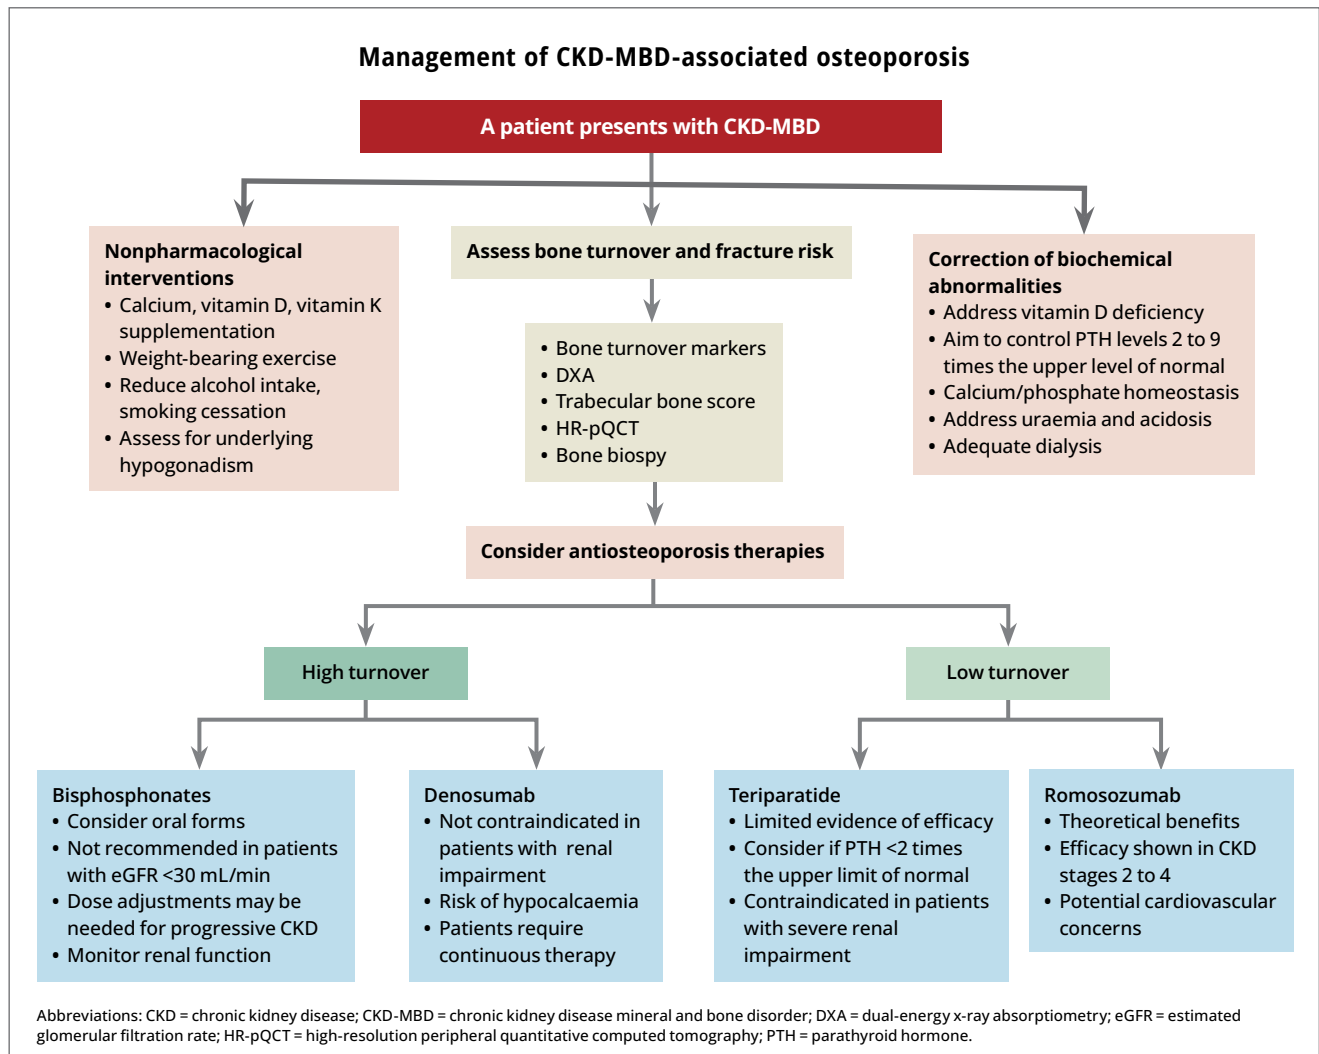 Management of CKD-MBD-associated osteoporosis
A patient presents with CKD-MBD
Nonpharmacological
interventions
• Calcium, vitamin D, vitamin K
supplementation
• Weight-bearing exercise
• Reduce alcohol intake,
smoking cessation
• Assess for underlying
hypogonadism
Assess bone turnover and fracture risk
• Bone turnover markers
• DXA
• Trabecular bone score
• HR-pQCT
• Bone biospy
Correction of biochemical
abnormalities
• Address vitamin D deficiency
• Aim to control PTH levels 2 to 9
times the upper level of normal
• Calcium/phosphate homeostasis
• Address uraemia and acidosis
• Adequate dialysis
Consider antiosteoporosis therapies
High turnover
Low turnover
Bisphosphonates
• Consider oral forms
• Not recommended in patients
with eGFR <30 mL/min
• Dose adjustments may be
needed for progressive CKD
• Monitor renal function
Denosumab
• Not contraindicated in
patients with renal
impairment
• Risk of hypocalcaemia
• Patients require
continuous therapy
Teriparatide
• Limited evidence of efficacy
• Consider if PTH <2 times
the upper limit of normal
• Contraindicated in patients
with severe renal
impairment
Romosozumab
• Theoretical benefits
• Efficacy shown in CKD
stages 2 to 4
• Potential cardiovascular
concerns
Abbreviations: CKD = chronic kidney disease; CKD-MBD = chronic kidney disease mineral and bone disorder; DXA = dual-energy x-ray absorptiometry; eGFR = estimated
glomerular filtration rate; HR-pQCT = high-resolution peripheral quantitative computed tomography; PTH = parathyroid hormone.